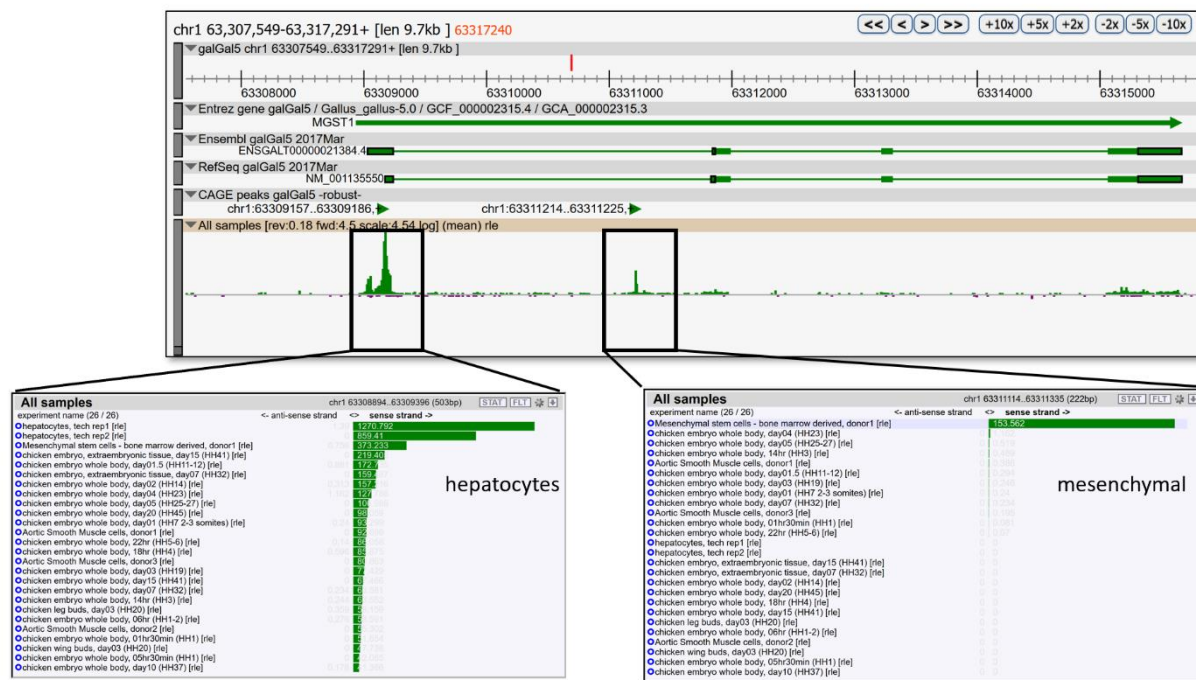 chr1 63,307,549-63,317,291+ [len 9.7kb ] 63317240
<< < > >> +10x +5x +2x -2x -5x -10x
galGal5 chr1 63307549..63317291+ [len 9.7kb ]
63308000 63309000 63310000 63311000 63312000 63313000 63314000 63315000
Entrez gene galGal5 / Gallus_gallus-5.0 / GCF_000002315.4 / GCA_000002315.3
MGST1
Ensembl galGal5 2017Mar
ENSGALT00000021384.4
RefSeq galGal5 2017Mar
NM_001135550
CAGE peaks galGal5 -robust-
chr1:63309157..63309186,+ chr1:63311214..63311225,+
All samples [rev:0.18 fwd:4.5 scale:4.54 log] (mean) rle
All samples chr1 63308894..63309396 (503bp) STAT FLT
experiment name (26 / 26) <- anti-sense strand <> sense strand ->
hepatocytes, tech rep1 [rle] 1270.792
hepatocytes, tech rep2 [rle] 859.41
Mesenchymal stem cells - bone marrow derived, donor1 [rle] 373.233
chicken embryo, extraembryonic tissue, day15 (HH41) [rle]
chicken embryo whole body, day01.5 (HH11-12) [rle]
chicken embryo, extraembryonic tissue, day07 (HH32) [rle]
chicken embryo whole body, day02 (HH14) [rle]
chicken embryo whole body, day04 (HH23) [rle]
chicken embryo whole body, day05 (HH25-27) [rle]
chicken embryo whole body, day20 (HH45) [rle]
chicken embryo whole body, day01 (HH7 2-3 somites) [rle]
Aortic Smooth Muscle cells, donor1 [rle]
chicken embryo whole body, 22hr (HH5-6) [rle]
chicken embryo whole body, 18hr (HH4) [rle]
Aortic Smooth Muscle cells, donor3 [rle]
chicken embryo whole body, day03 (HH19) [rle]
chicken embryo whole body, day15 (HH41) [rle]
chicken embryo whole body, day07 (HH32) [rle]
chicken embryo whole body, 14hr (HH3) [rle]
chicken leg buds, day03 (HH20) [rle]
chicken embryo whole body, 06hr (HH1-2) [rle]
Aortic Smooth Muscle cells, donor2 [rle]
chicken embryo whole body, 01hr30min (HH1) [rle]
chicken wing buds, day03 (HH20) [rle]
chicken embryo whole body, 05hr30min (HH1) [rle]
chicken embryo whole body, day10 (HH37) [rle]
hepatocytes
All samples chr1 63311114..63311335 (222bp) STAT FLT
experiment name (26 / 26) <- anti-sense strand <> sense strand ->
Mesenchymal stem cells - bone marrow derived, donor1 [rle] 153.562
chicken embryo whole body, day04 (HH23) [rle]
chicken embryo whole body, day05 (HH25-27) [rle]
chicken embryo whole body, 14hr (HH3) [rle]
Aortic Smooth Muscle cells, donor1 [rle]
chicken embryo whole body, day01.5 (HH11-12) [rle]
chicken embryo whole body, day03 (HH19) [rle]
chicken embryo whole body, day01 (HH7 2-3 somites) [rle]
chicken embryo whole body, day07 (HH32) [rle]
Aortic Smooth Muscle cells, donor3 [rle]
chicken embryo whole body, 01hr30min (HH1) [rle]
chicken embryo whole body, 22hr (HH5-6) [rle]
hepatocytes, tech rep1 [rle]
hepatocytes, tech rep2 [rle]
chicken embryo, extraembryonic tissue, day15 (HH41) [rle]
chicken embryo, extraembryonic tissue, day07 (HH32) [rle]
chicken embryo whole body, day02 (HH14) [rle]
chicken embryo whole body, day20 (HH45) [rle]
chicken embryo whole body, 18hr (HH4) [rle]
chicken embryo whole body, day15 (HH41) [rle]
chicken leg buds, day03 (HH20) [rle]
chicken embryo whole body, 06hr (HH1-2) [rle]
Aortic Smooth Muscle cells, donor2 [rle]
chicken wing buds, day03 (HH20) [rle]
chicken embryo whole body, 05hr30min (HH1) [rle]
chicken embryo whole body, day10 (HH37) [rle]
mesenchymal